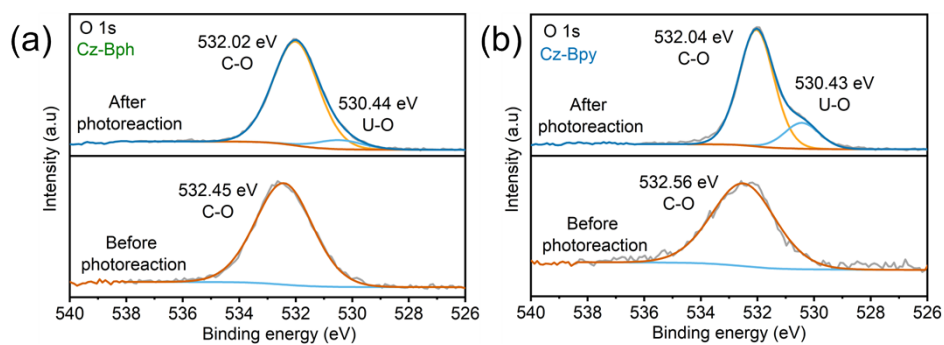 (a)
O 1s
Cz-Bph
532.02 eV
C-O
530.44 eV
U-O
After
photoreaction
532.45 eV
C-O
Before
photoreaction
Intensity (a.u)
540 538 536 534 532 530 528 526
Binding energy (eV)
(b)
O 1s
Cz-Bpy
532.04 eV
C-O
530.43 eV
U-O
After
photoreaction
532.56 eV
C-O
Before
photoreaction
Intensity (a.u)
540 538 536 534 532 530 528 526
Binding energy (eV)